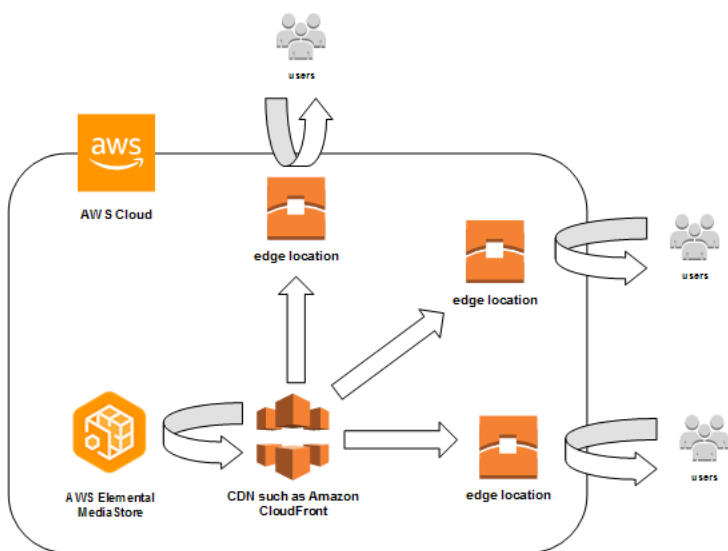 users
aws
AWS Cloud
edge location
users
edge location
AWS Elemental
MediaStore
CDN such as Amazon
CloudFront
edge location
users